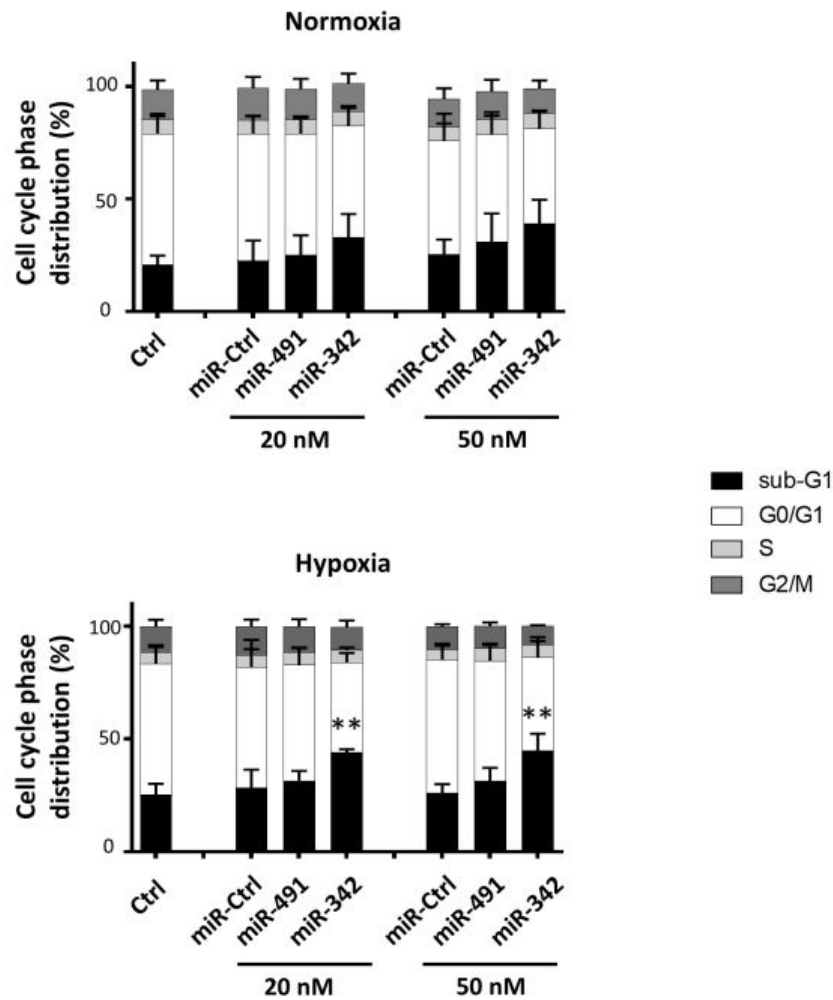 Normoxia
Cell cycle phase
distribution (%)
100
50
0
Ctrl
miR-Ctrl
miR-491
miR-342
miR-Ctrl
miR-491
miR-342
20 nM
50 nM
sub-G1
G0/G1
S
G2/M
Hypoxia
Cell cycle phase
distribution (%)
100
50
0
**
**
Ctrl
miR-Ctrl
miR-491
miR-342
miR-Ctrl
miR-491
miR-342
20 nM
50 nM